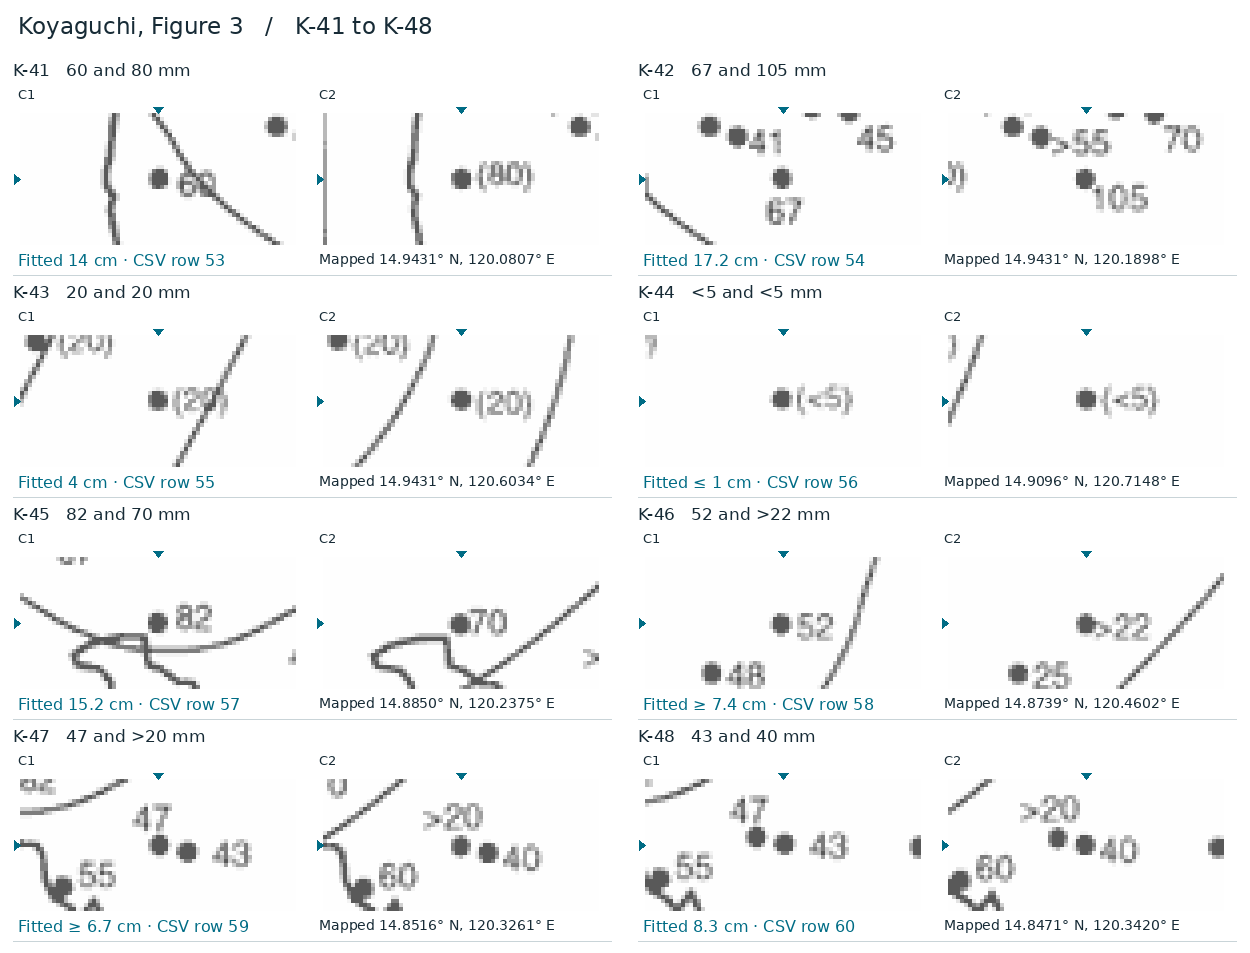 Koyaguchi, Figure 3 / K-41 to K-48
K-41 60 and 80 mm
C1
60
C2
(80)
Fitted 14 cm · CSV row 53
Mapped 14.9431° N, 120.0807° E
K-42 67 and 105 mm
C1
41
45
67
C2
>55
70
105
Fitted 17.2 cm · CSV row 54
Mapped 14.9431° N, 120.1898° E
K-43 20 and 20 mm
C1
(20)
(20)
C2
(20)
(20)
Fitted 4 cm · CSV row 55
Mapped 14.9431° N, 120.6034° E
K-44 <5 and <5 mm
C1
(<5)
C2
(<5)
Fitted ≤ 1 cm · CSV row 56
Mapped 14.9096° N, 120.7148° E
K-45 82 and 70 mm
C1
82
C2
70
>
Fitted 15.2 cm · CSV row 57
Mapped 14.8850° N, 120.2375° E
K-46 52 and >22 mm
C1
52
48
C2
>22
25
Fitted ≥ 7.4 cm · CSV row 58
Mapped 14.8739° N, 120.4602° E
K-47 47 and >20 mm
C1
47
43
55
C2
>20
40
60
Fitted ≥ 6.7 cm · CSV row 59
Mapped 14.8516° N, 120.3261° E
K-48 43 and 40 mm
C1
47
43
55
C2
>20
40
60
Fitted 8.3 cm · CSV row 60
Mapped 14.8471° N, 120.3420° E